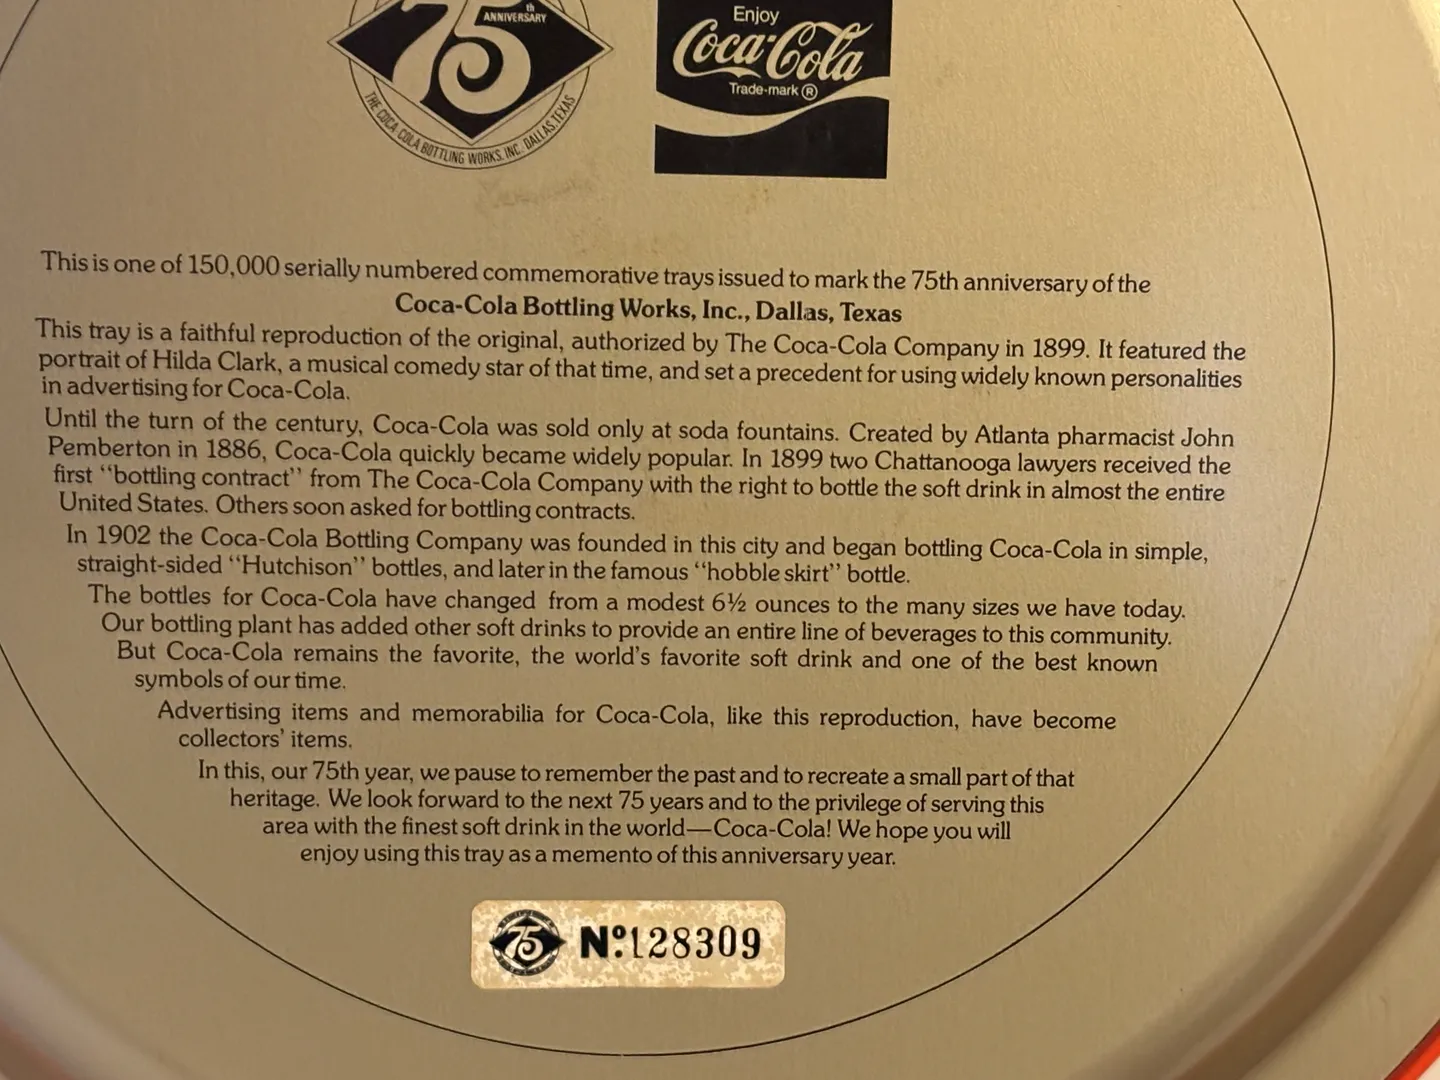 75th
ANNIVERSARY
THE COCA-COLA BOTTLING WORKS, INC. DALLAS, TEXAS
Enjoy
Coca-Cola
Trade-mark ®
This is one of 150,000 serially numbered commemorative trays issued to mark the 75th anniversary of the
Coca-Cola Bottling Works, Inc., Dallas, Texas
This tray is a faithful reproduction of the original, authorized by The Coca-Cola Company in 1899. It featured the
portrait of Hilda Clark, a musical comedy star of that time, and set a precedent for using widely known personalities
in advertising for Coca-Cola.
Until the turn of the century, Coca-Cola was sold only at soda fountains. Created by Atlanta pharmacist John
Pemberton in 1886, Coca-Cola quickly became widely popular. In 1899 two Chattanooga lawyers received the
first "bottling contract" from The Coca-Cola Company with the right to bottle the soft drink in almost the entire
United States. Others soon asked for bottling contracts.
In 1902 the Coca-Cola Bottling Company was founded in this city and began bottling Coca-Cola in simple,
straight-sided "Hutchison" bottles, and later in the famous "hobble skirt" bottle.
The bottles for Coca-Cola have changed from a modest 6½ ounces to the many sizes we have today.
Our bottling plant has added other soft drinks to provide an entire line of beverages to this community.
But Coca-Cola remains the favorite, the world's favorite soft drink and one of the best known
symbols of our time.
Advertising items and memorabilia for Coca-Cola, like this reproduction, have become
collectors' items.
In this, our 75th year, we pause to remember the past and to recreate a small part of that
heritage. We look forward to the next 75 years and to the privilege of serving this
area with the finest soft drink in the world—Coca-Cola! We hope you will
enjoy using this tray as a memento of this anniversary year.
75 Nº 128309